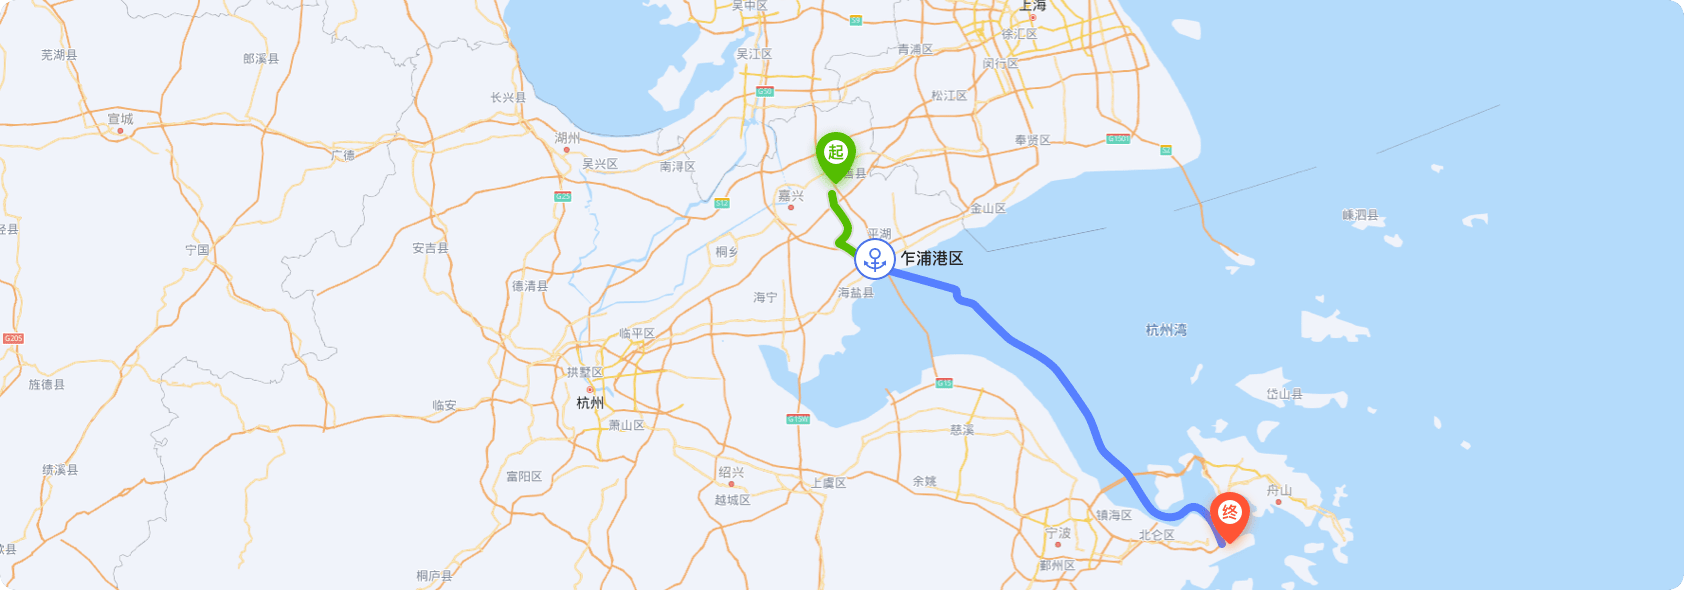 上海
吴中区
S9
徐汇区
青浦区
吴江区
芜湖县
郎溪县
闵行区
G50
长兴县
松江区
宣城
湖州
奉贤区
G1501
S2
起
广德
吴兴区
南浔区
善县
嘉兴
G25
S12
金山区
嵊泗县
泾县
平湖
宁国
安吉县
桐乡
乍浦港区
德清县
海宁
海盐县
杭州湾
临平区
G205
拱墅区
旌德县
G15
岱山县
杭州
临安
G15W
萧山区
慈溪
绩溪县
绍兴
富阳区
上虞区
余姚
舟山
越城区
终
镇海区
宁波
北仑区
歙县
鄞州区
桐庐县